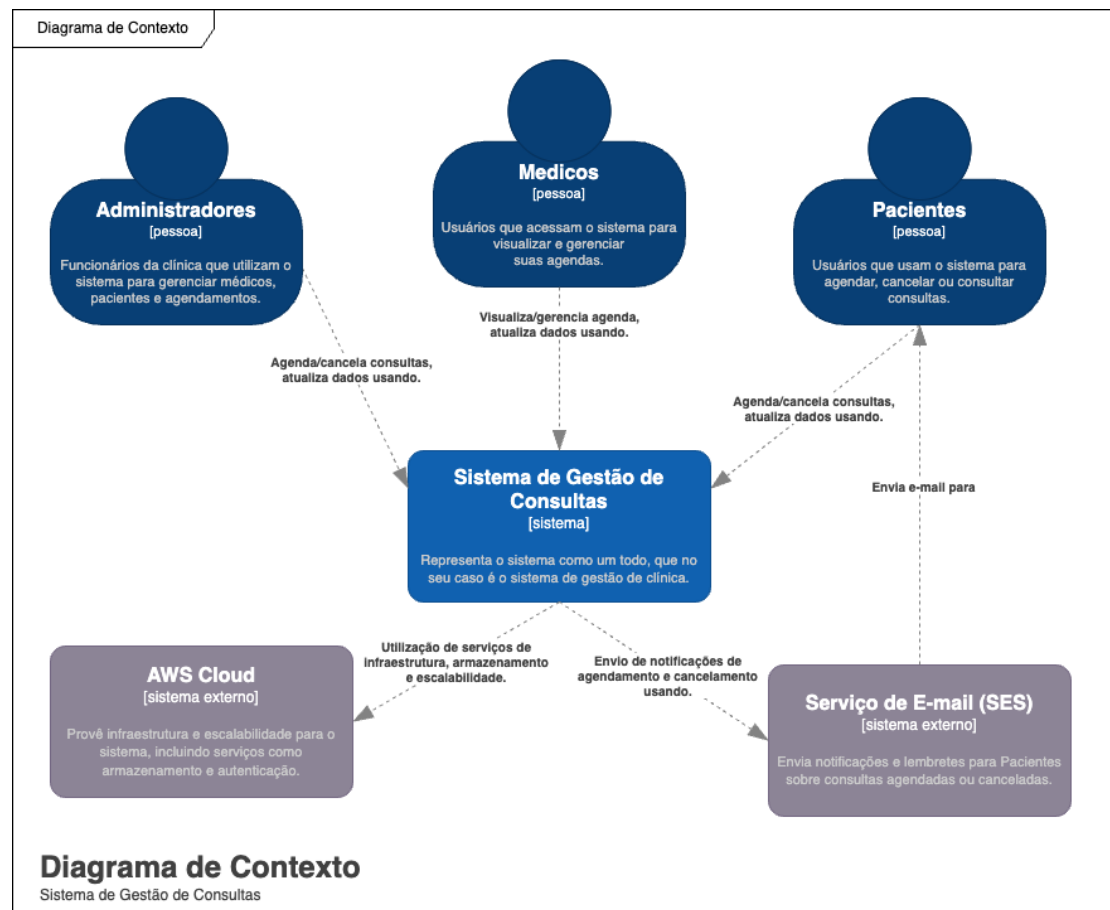 Diagrama de Contexto
Administradores
[pessoa]
Funcionários da clínica que utilizam o
sistema para gerenciar médicos,
pacientes e agendamentos.
Medicos
[pessoa]
Usuários que acessam o sistema para
visualizar e gerenciar
suas agendas.
Pacientes
[pessoa]
Usuários que usam o sistema para
agendar, cancelar ou consultar
consultas.
Agenda/cancela consultas,
atualiza dados usando.
Visualiza/gerencia agenda,
atualiza dados usando.
Agenda/cancela consultas,
atualiza dados usando.
Envia e-mail para
Sistema de Gestão de
Consultas
[sistema]
Representa o sistema como um todo, que no
seu caso é o sistema de gestão de clínica.
Utilização de serviços de
infraestrutura, armazenamento
e escalabilidade.
Envio de notificações de
agendamento e cancelamento
usando.
AWS Cloud
[sistema externo]
Provê infraestrutura e escalabilidade para o
sistema, incluindo serviços como
armazenamento e autenticação.
Serviço de E-mail (SES)
[sistema externo]
Envia notificações e lembretes para Pacientes
sobre consultas agendadas ou canceladas.
Diagrama de Contexto
Sistema de Gestão de Consultas